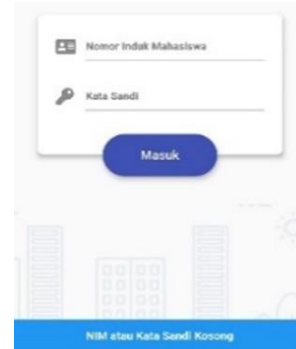 Nomor Induk Mahasiswa
Kata Sandi
Masuk
NIM atau Kata Sandi Kosong